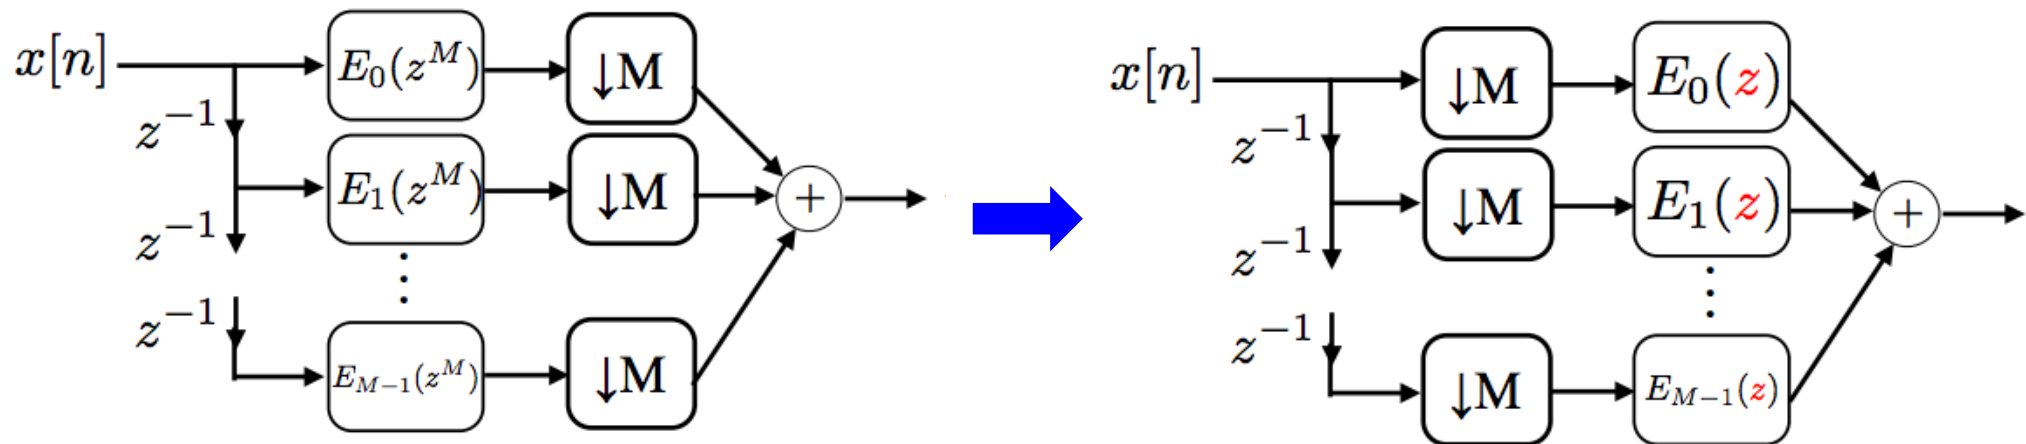 x[n]
E₀(z^M)
↓M
z⁻¹
E₁(z^M)
↓M
+
z⁻¹
⋮
z⁻¹
E_{M−1}(z^M)
↓M
x[n]
↓M
E₀(z)
z⁻¹
↓M
E₁(z)
+
z⁻¹
⋮
z⁻¹
↓M
E_{M−1}(z)